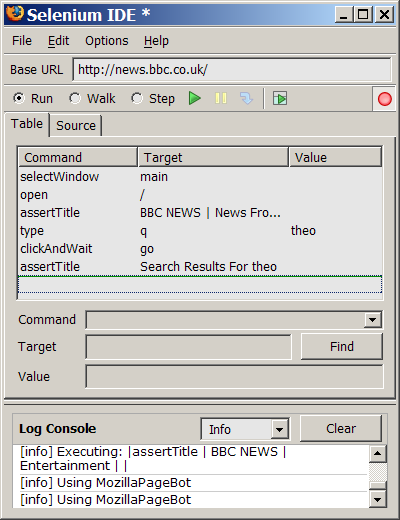 Selenium IDE *
File Edit Options Help
Base URL http://news.bbc.co.uk/
Run Walk Step
Table Source
Command Target Value
selectWindow main
open /
assertTitle BBC NEWS | News Fro...
type q theo
clickAndWait go
assertTitle Search Results For theo
Command
Target Find
Value
Log Console Info Clear
[info] Executing: |assertTitle | BBC NEWS |
Entertainment | |
[info] Using MozillaPageBot
[info] Using MozillaPageBot